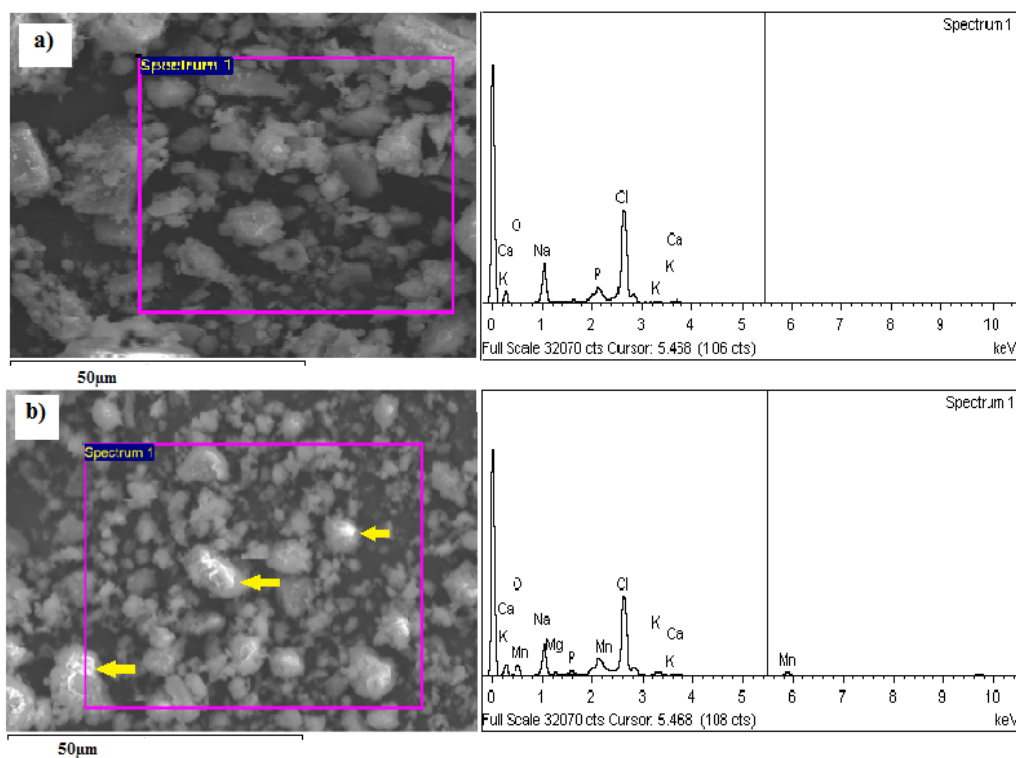 a)
Spectrum 1
50µm
Spectrum 1
Cl
O
Ca
Ca
Na
K
K
P
K
0 1 2 3 4 5 6 7 8 9 10
Full Scale 32070 cts Cursor: 5.468 (106 cts)
keV
b)
Spectrum 1
50µm
Spectrum 1
O
Cl
Ca
Na
K
Ca
K
Mn
Mg
Mn
K
Mn
P
0 1 2 3 4 5 6 7 8 9 10
Full Scale 32070 cts Cursor: 5.468 (108 cts)
keV